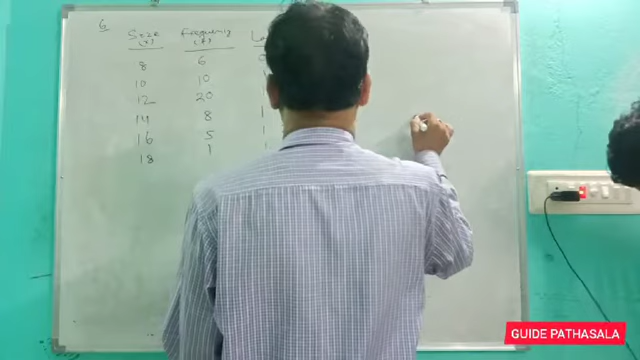 6 Size Frequency
(x) (f)
8 6
10 10
12 20
14 8
16 5
18 1
GUIDE PATHASALA